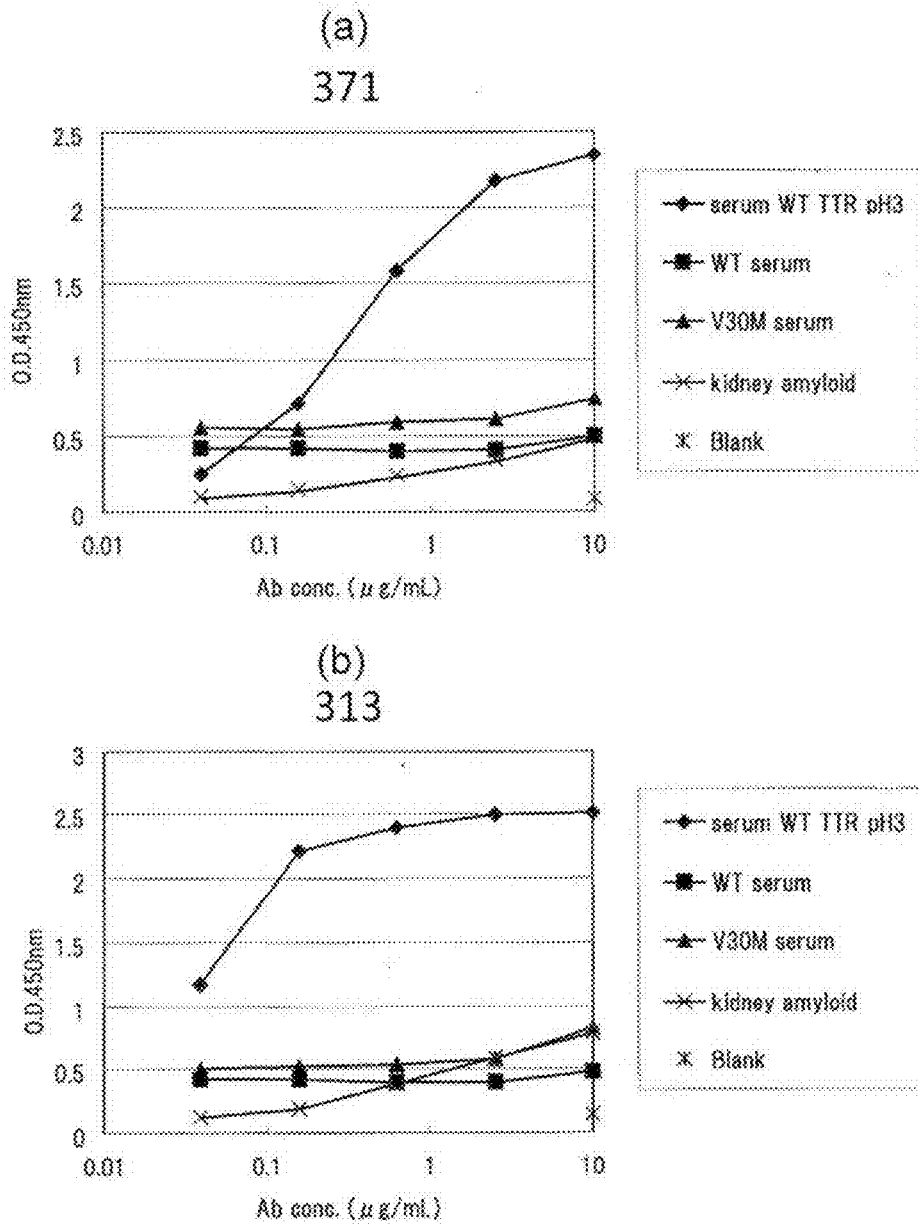 (a)
371
2.5
2
1.5
1
0.5
0
O.D.450nm
0.01 0.1 1 10
Ab conc. (μg/mL)
serum WT TTR pH3
WT serum
V30M serum
kidney amyloid
Blank
(b)
313
3
2.5
2
1.5
1
0.5
0
O.D.450nm
0.01 0.1 1 10
Ab conc. (μg/mL)
serum WT TTR pH3
WT serum
V30M serum
kidney amyloid
Blank